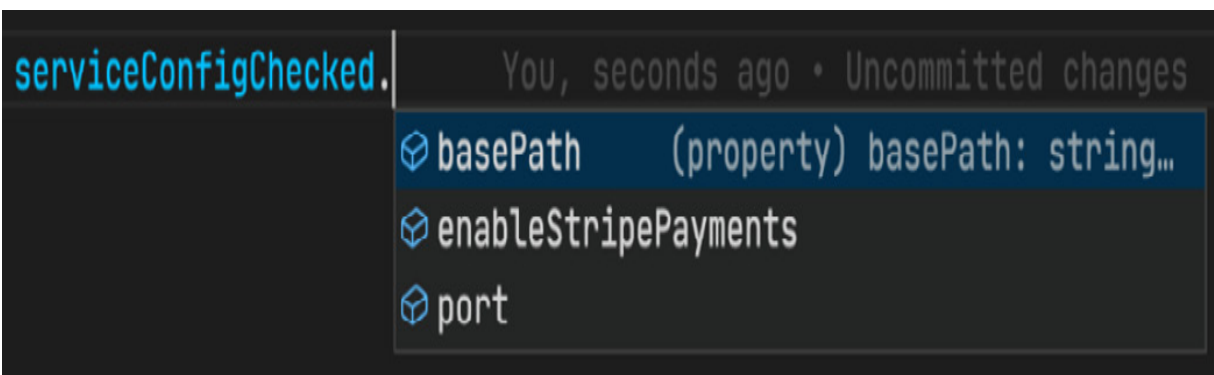 serviceConfigChecked. You, seconds ago • Uncommitted changes
basePath (property) basePath: string…
enableStripePayments
port